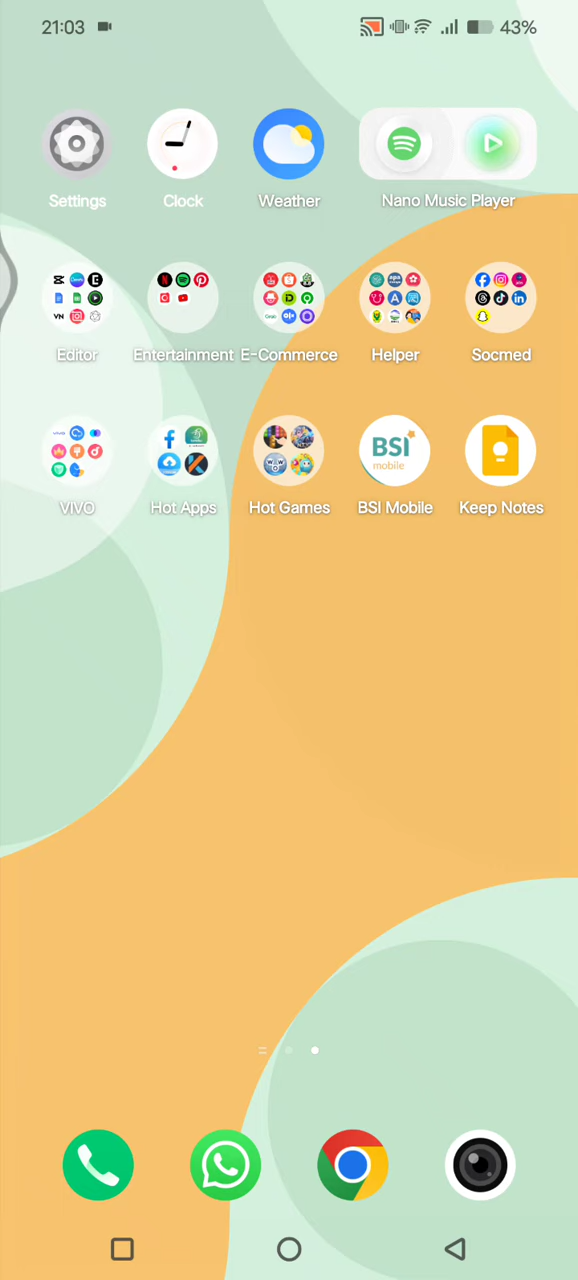 21:03 43%
Settings Clock Weather Nano Music Player
Editor Entertainment E-Commerce Helper Socmed
BSI
mobile
VIVO Hot Apps Hot Games BSI Mobile Keep Notes